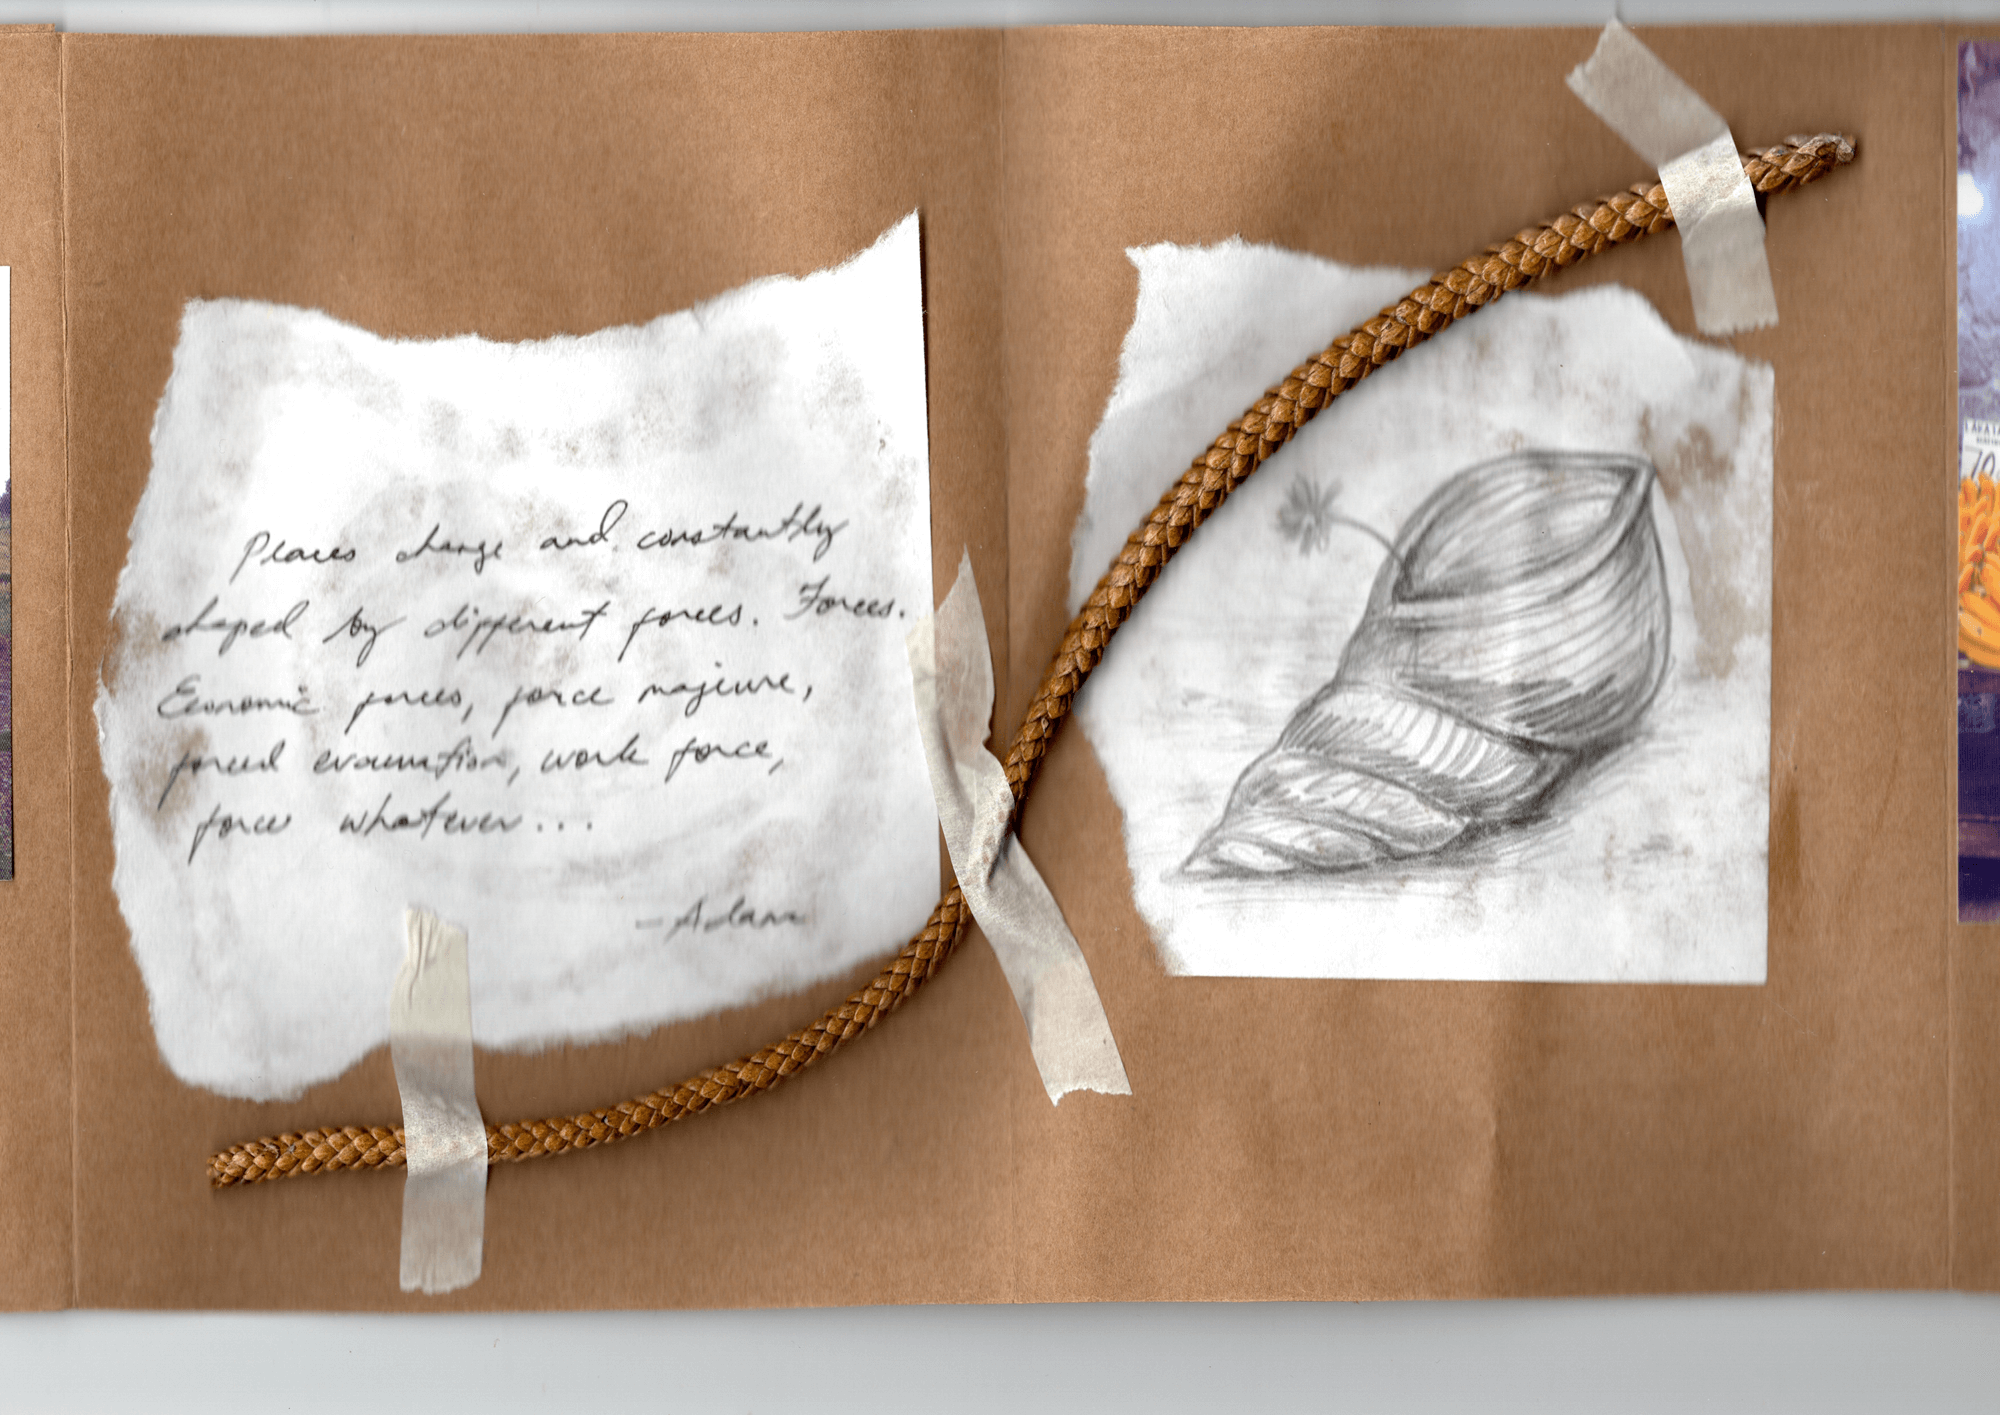 Places change and constantly
shaped by different forces. Forces.
Economic forces, force majeure,
forced evacuation, work force,
force whatever...
- Adam
70